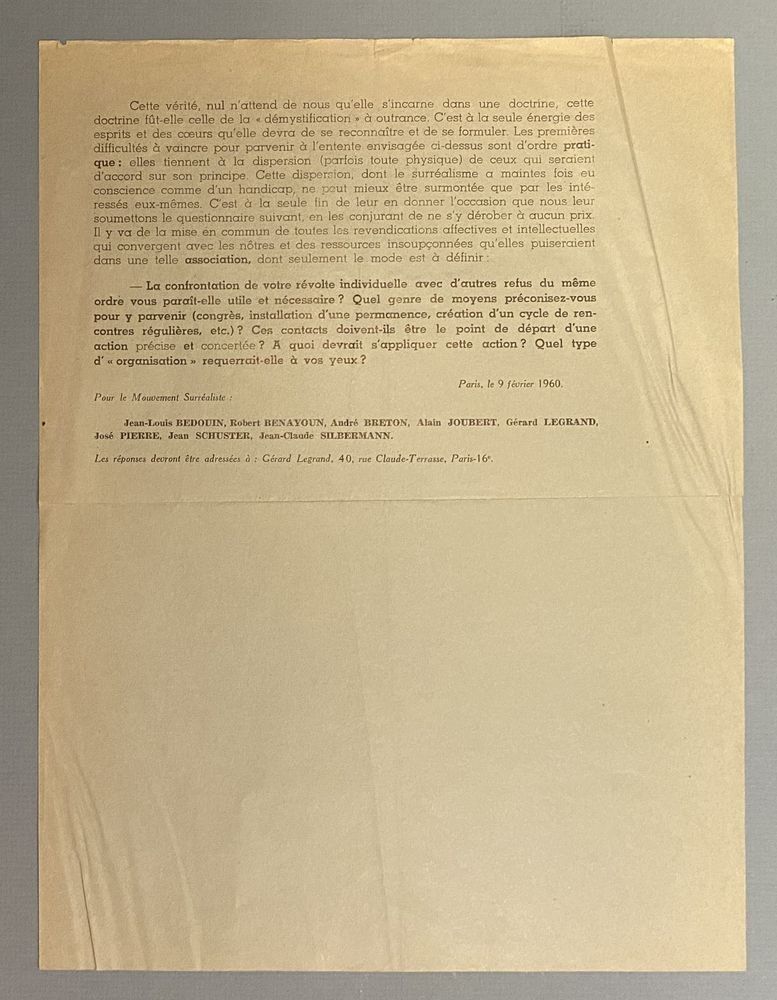 Cette vérité, nul n'attend de nous qu'elle s'incarne dans une doctrine, cette
doctrine fût-elle celle de la « démystification » à outrance. C'est à la seule énergie des
esprits et des cœurs qu'elle devra de se reconnaître et de se formuler. Les premières
difficultés à vaincre pour parvenir à l'entente envisagée ci-dessus sont d'ordre prati-
que : elles tiennent à la dispersion (parfois toute physique) de ceux qui seraient
d'accord sur son principe. Cette dispersion, dont le surréalisme a maintes fois eu
conscience comme d'un handicap, ne peut mieux être surmontée que par les inté-
ressés eux-mêmes. C'est à la seule fin de leur en donner l'occasion que nous leur
soumettons le questionnaire suivant, en les conjurant de ne s'y dérober à aucun prix.
Il y va de la mise en commun de toutes les revendications affectives et intellectuelles
qui convergent avec les nôtres et des ressources insoupçonnées qu'elles puiseraient
dans une telle association, dont seulement le mode est à définir :
— La confrontation de votre révolte individuelle avec d'autres refus du même
ordre vous paraît-elle utile et nécessaire ? Quel genre de moyens préconisez-vous
pour y parvenir (congrès, installation d'une permanence, création d'un cycle de ren-
contres régulières, etc.) ? Ces contacts doivent-ils être le point de départ d'une
action précise et concertée ? A quoi devrait s'appliquer cette action ? Quel type
d' « organisation » requerrait-elle à vos yeux ?
Paris, le 9 février 1960.
Pour le Mouvement Surréaliste :
Jean-Louis BEDOUIN, Robert BENAYOUN, André BRETON, Alain JOUBERT, Gérard LEGRAND,
José PIERRE, Jean SCHUSTER, Jean-Claude SILBERMANN.
Les réponses devront être adressées à : Gérard Legrand, 40, rue Claude-Terrasse, Paris-16e.